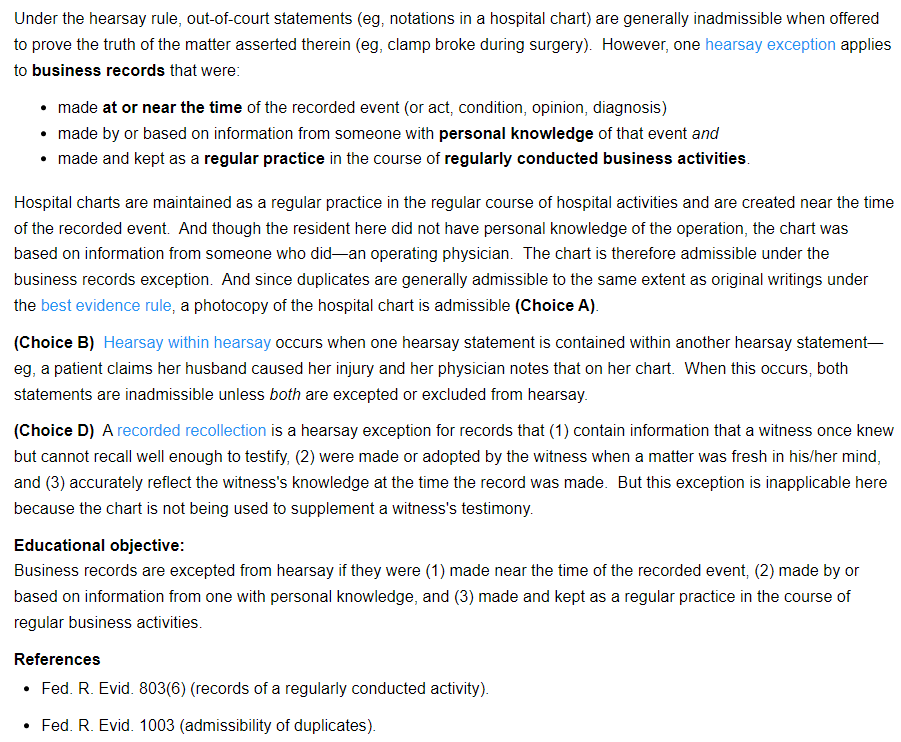 Under the hearsay rule, out-of-court statements (eg, notations in a hospital chart) are generally inadmissible when offered
to prove the truth of the matter asserted therein (eg, clamp broke during surgery).  However, one hearsay exception applies
to business records that were:
• made at or near the time of the recorded event (or act, condition, opinion, diagnosis)
• made by or based on information from someone with personal knowledge of that event and
• made and kept as a regular practice in the course of regularly conducted business activities.
Hospital charts are maintained as a regular practice in the regular course of hospital activities and are created near the time
of the recorded event.  And though the resident here did not have personal knowledge of the operation, the chart was
based on information from someone who did—an operating physician.  The chart is therefore admissible under the
business records exception.  And since duplicates are generally admissible to the same extent as original writings under
the best evidence rule, a photocopy of the hospital chart is admissible (Choice A).
(Choice B)  Hearsay within hearsay occurs when one hearsay statement is contained within another hearsay statement—
eg, a patient claims her husband caused her injury and her physician notes that on her chart.  When this occurs, both
statements are inadmissible unless both are excepted or excluded from hearsay.
(Choice D)  A recorded recollection is a hearsay exception for records that (1) contain information that a witness once knew
but cannot recall well enough to testify, (2) were made or adopted by the witness when a matter was fresh in his/her mind,
and (3) accurately reflect the witness's knowledge at the time the record was made.  But this exception is inapplicable here
because the chart is not being used to supplement a witness's testimony.
Educational objective:
Business records are excepted from hearsay if they were (1) made near the time of the recorded event, (2) made by or
based on information from one with personal knowledge, and (3) made and kept as a regular practice in the course of
regular business activities.
References
• Fed. R. Evid. 803(6) (records of a regularly conducted activity).
• Fed. R. Evid. 1003 (admissibility of duplicates).